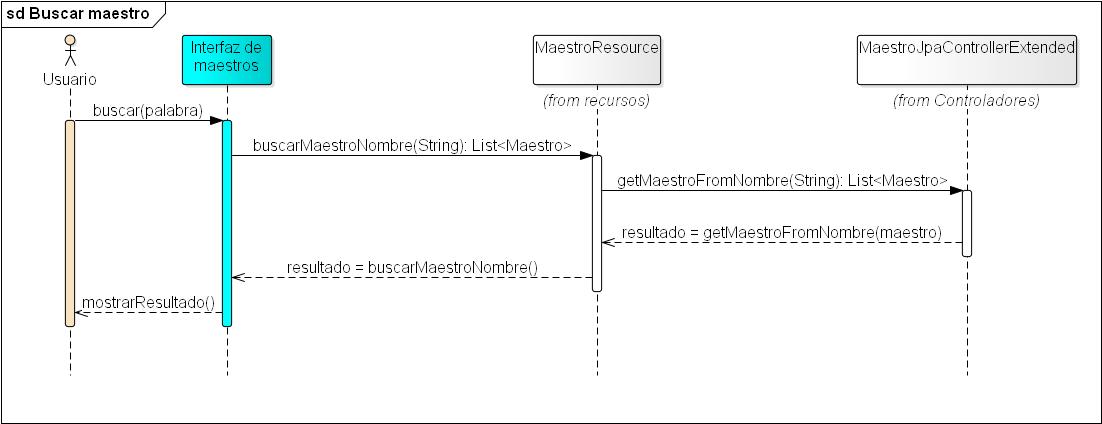 sd Buscar maestro
Usuario
Interfaz de
maestros
MaestroResource
(from recursos)
MaestroJpaControllerExtended
(from Controladores)
buscar(palabra)
buscarMaestroNombre(String): List<Maestro>
getMaestroFromNombre(String): List<Maestro>
resultado = getMaestroFromNombre(maestro)
resultado = buscarMaestroNombre()
mostrarResultado()